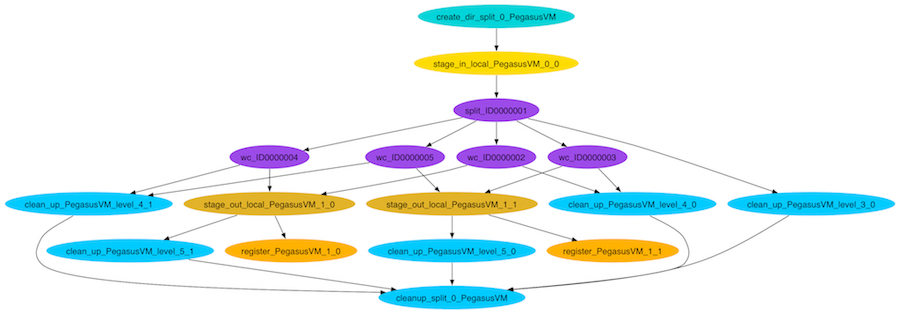 create_dir_split_0_PegasusVM
stage_in_local_PegasusVM_0_0
split_ID0000001
wc_ID0000004
wc_ID0000005
wc_ID0000002
wc_ID0000003
clean_up_PegasusVM_level_4_1
stage_out_local_PegasusVM_1_0
stage_out_local_PegasusVM_1_1
clean_up_PegasusVM_level_4_0
clean_up_PegasusVM_level_3_0
clean_up_PegasusVM_level_5_1
register_PegasusVM_1_0
clean_up_PegasusVM_level_5_0
register_PegasusVM_1_1
cleanup_split_0_PegasusVM